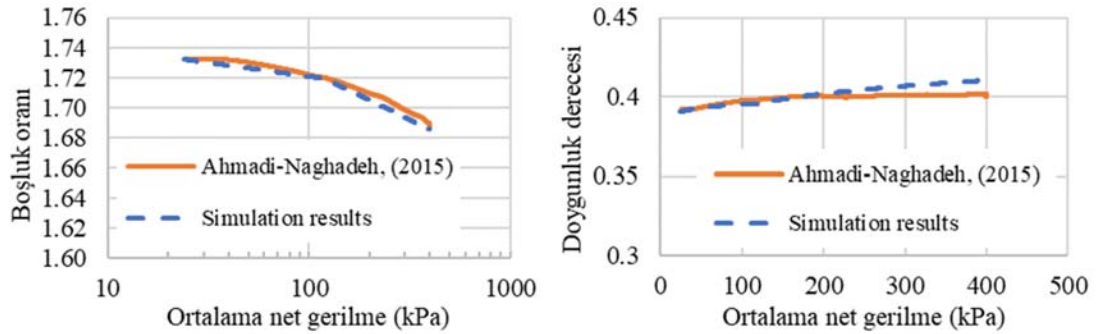 Boşluk oranı
1.76
1.74
1.72
1.70
1.68
1.66
1.64
1.62
1.60
Ahmadi-Naghadeh, (2015)
Simulation results
10
100
1000
Ortalama net gerilme (kPa)
Doygunluk derecesi
0.45
0.4
0.35
0.3
Ahmadi-Naghadeh, (2015)
Simulation results
0
100
200
300
400
500
Ortalama net gerilme (kPa)